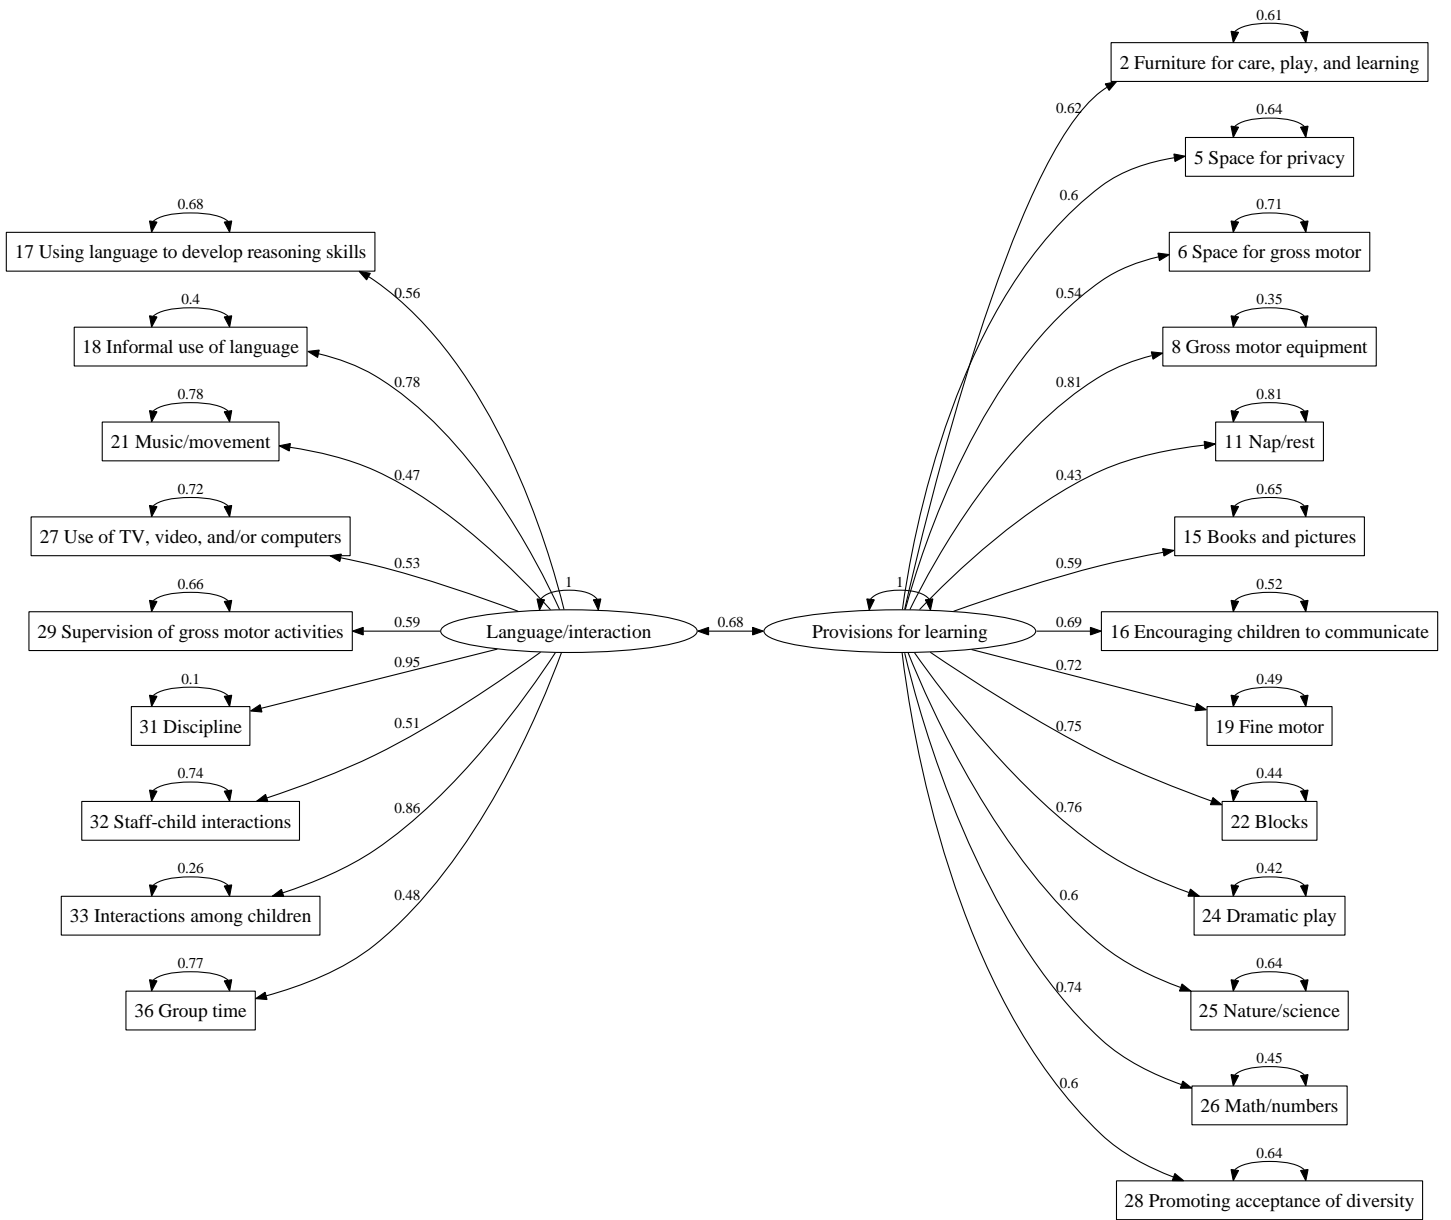 0.61
2 Furniture for care, play, and learning
0.62
0.64
5 Space for privacy
0.6
0.68
17 Using language to develop reasoning skills
0.56
0.71
6 Space for gross motor
0.54
0.4
18 Informal use of language
0.78
0.35
8 Gross motor equipment
0.81
0.78
21 Music/movement
0.47
0.81
11 Nap/rest
0.43
0.72
27 Use of TV, video, and/or computers
0.53
0.65
15 Books and pictures
0.59
0.66
29 Supervision of gross motor activities
0.59
1
Language/interaction
0.68
1
Provisions for learning
0.69
0.52
16 Encouraging children to communicate
0.95
0.1
31 Discipline
0.72
0.49
19 Fine motor
0.51
0.74
32 Staff-child interactions
0.75
0.44
22 Blocks
0.86
0.26
33 Interactions among children
0.76
0.42
24 Dramatic play
0.48
0.77
36 Group time
0.6
0.64
25 Nature/science
0.74
0.45
26 Math/numbers
0.6
0.64
28 Promoting acceptance of diversity